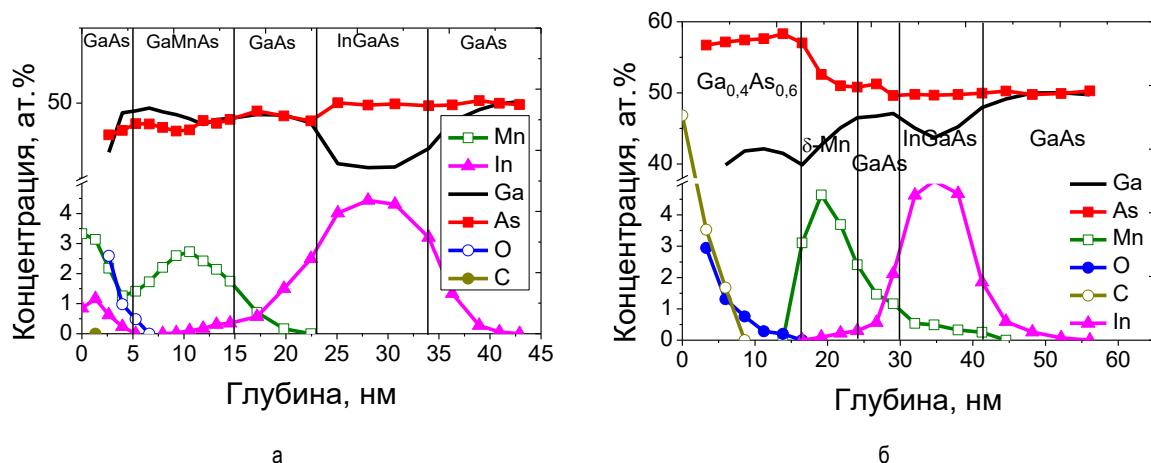 GaAs GaMnAs GaAs InGaAs GaAs
Концентрация, ат.%
50
4
3
2
1
0
0 5 10 15 20 25 30 35 40 45
Глубина, нм
Mn
In
Ga
As
O
C
а
Концентрация, ат.%
60
50
40
4
3
2
1
0
0 10 20 30 40 50 60
Глубина, нм
Ga0,4As0,6
δ-Mn
GaAs
InGaAs
GaAs
Ga
As
Mn
O
C
In
б